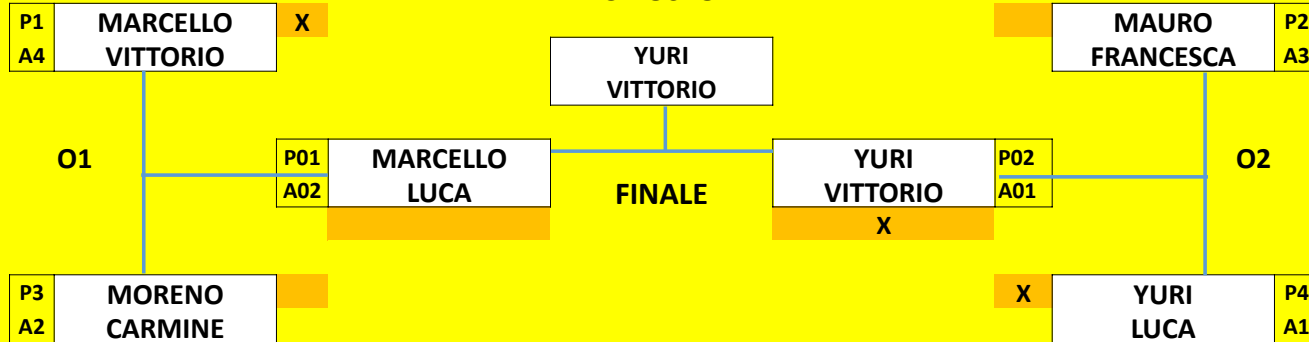 P1 MARCELLO X MAURO P2
A4 VITTORIO FRANCESCA A3
YURI
VITTORIO
O1 P01 MARCELLO YURI P02 O2
A02 LUCA FINALE VITTORIO A01
X
P3 MORENO X YURI P4
A2 CARMINE LUCA A1